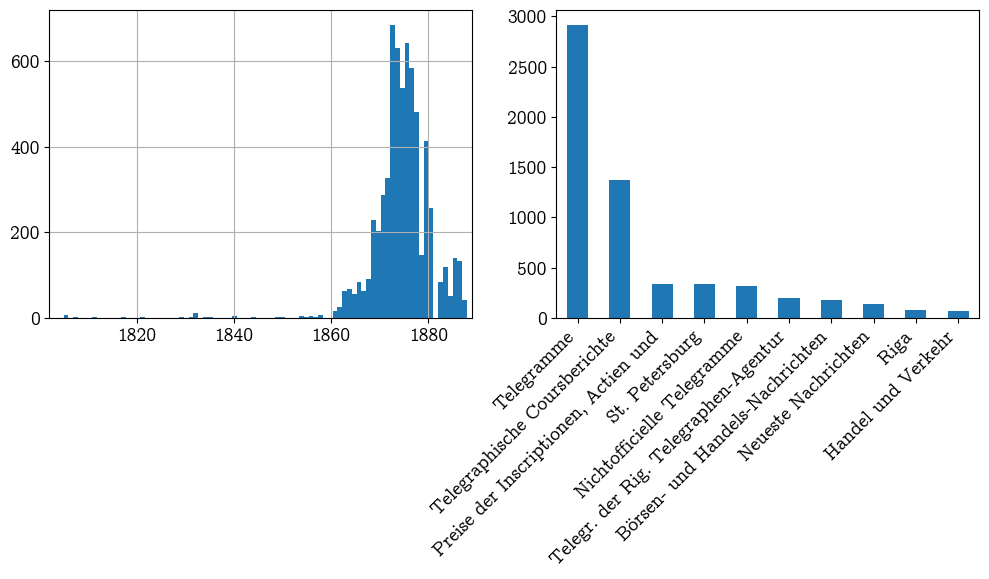 600
400
200
0
1820
1840
1860
1880
3000
2500
2000
1500
1000
500
0
Telegramme
Telegraphische Coursberichte
Preise der Inscriptionen, Actien und
St. Petersburg
Nichtofficielle Telegramme
Telegr. der Rig. Telegraphen-Agentur
Börsen- und Handels-Nachrichten
Neueste Nachrichten
Riga
Handel und Verkehr